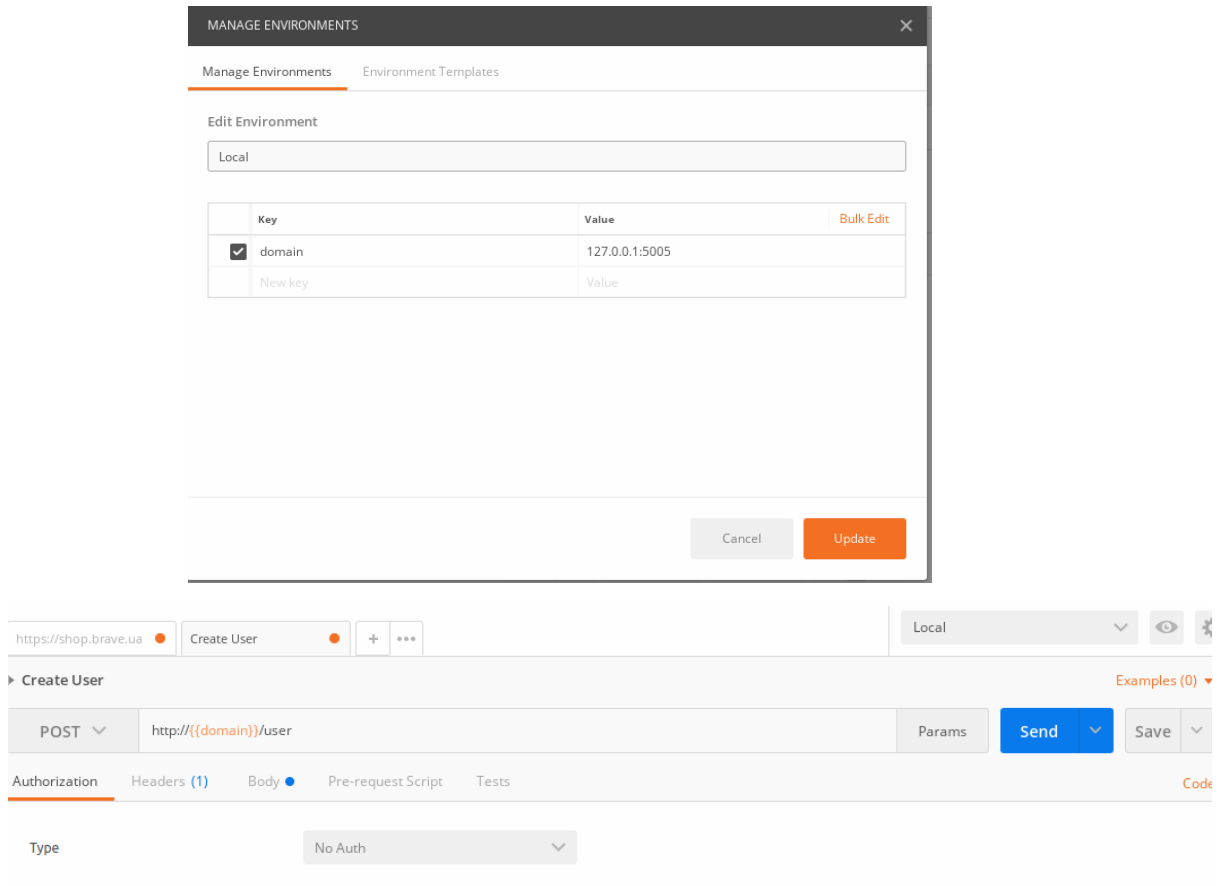 MANAGE ENVIRONMENTS
Manage Environments Environment Templates
Edit Environment
Local
Key Value Bulk Edit
domain 127.0.0.1:5005
New key Value
Cancel Update
https://shop.brave.ua Create User + ••• Local
Create User Examples (0)
POST http://{{domain}}/user Params Send Save
Authorization Headers (1) Body Pre-request Script Tests Code
Type No Auth